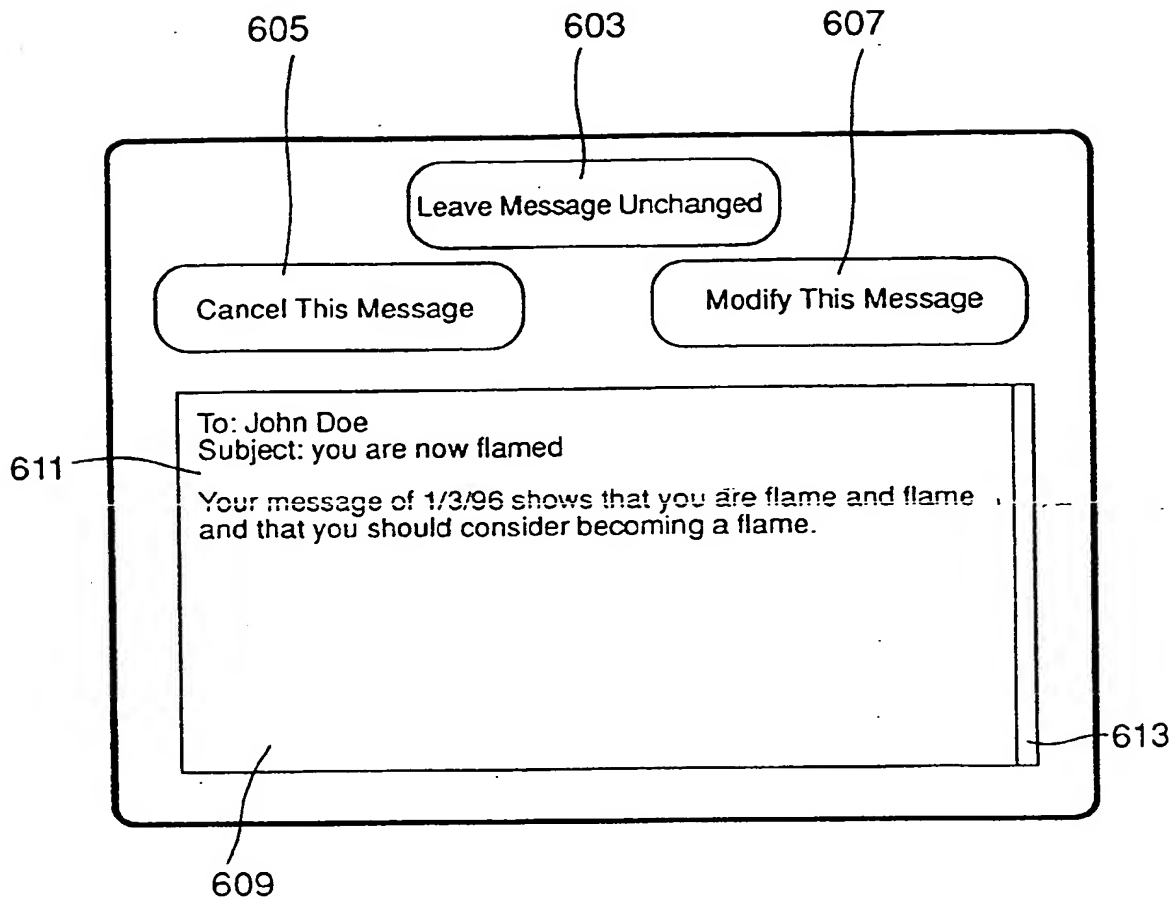 605
603
607
Leave Message Unchanged
Cancel This Message
Modify This Message
To: John Doe
Subject: you are now flamed
611
Your message of 1/3/96 shows that you are flame and flame
and that you should consider becoming a flame.
613
609